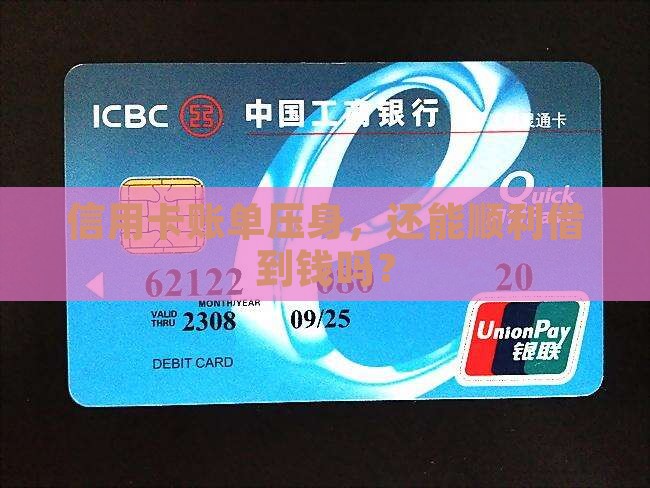 ICBC 中国工商银行
通卡
Quick
信用卡账单压身，还能顺利借
到钱吗？
62122 080 20
MONTH/YEAR
VALID
THRU 2308 09/25
UnionPay
银联
DEBIT CARD